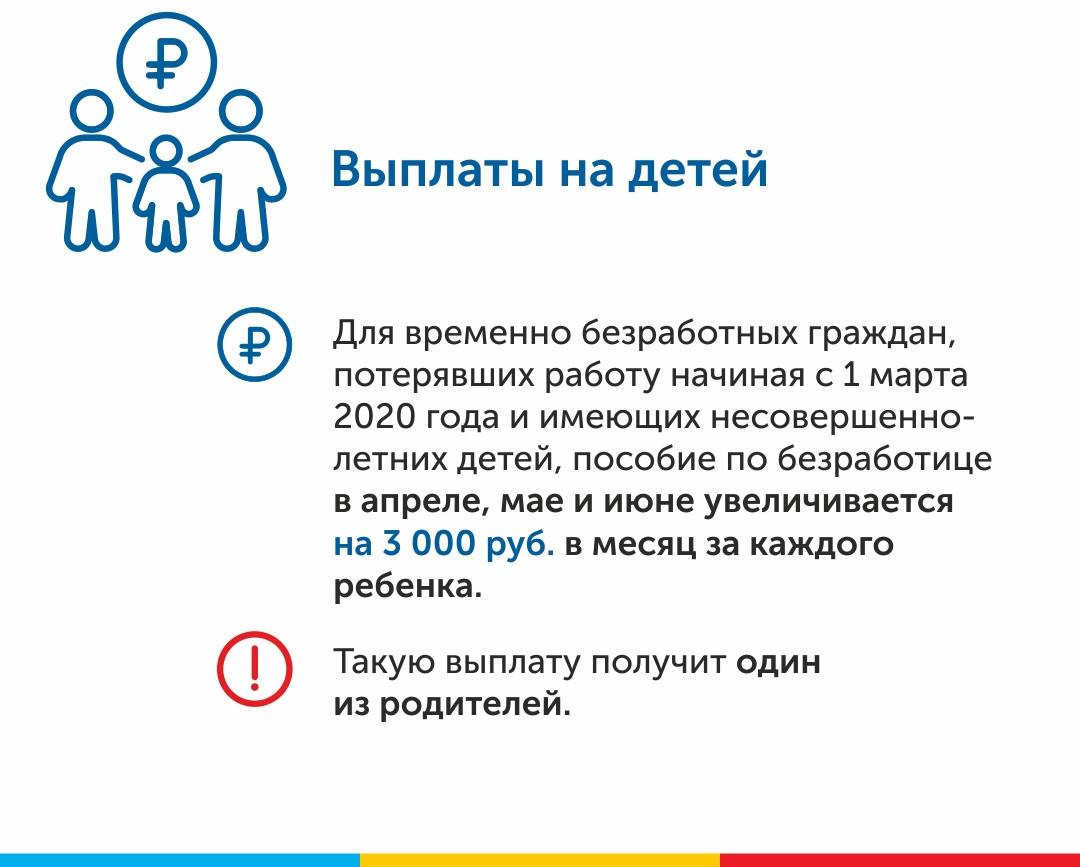 Выплаты на детей
Для временно безработных граждан,
потерявших работу начиная с 1 марта
2020 года и имеющих несовершенно-
летних детей, пособие по безработице
в апреле, мае и июне увеличивается
на 3 000 руб. в месяц за каждого
ребенка.
Такую выплату получит один
из родителей.